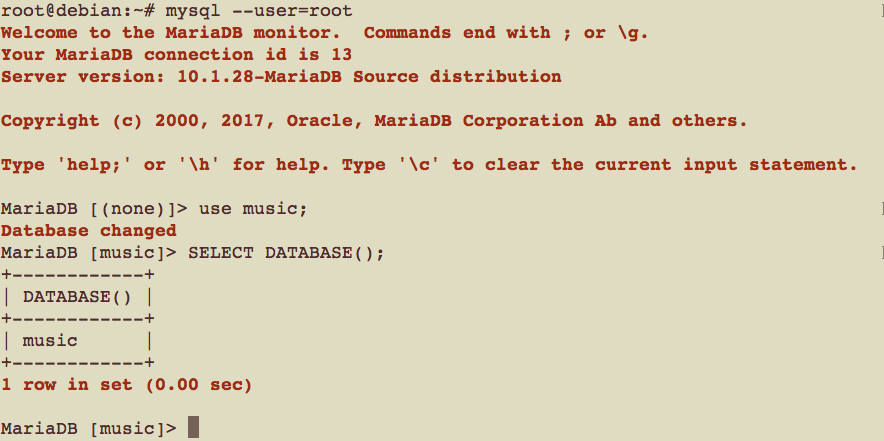 root@debian:~# mysql --user=root
Welcome to the MariaDB monitor.  Commands end with ; or \g.
Your MariaDB connection id is 13
Server version: 10.1.28-MariaDB Source distribution

Copyright (c) 2000, 2017, Oracle, MariaDB Corporation Ab and others.

Type 'help;' or '\h' for help. Type '\c' to clear the current input statement.

MariaDB [(none)]> use music;
Database changed
MariaDB [music]> SELECT DATABASE();
+------------+
| DATABASE() |
+------------+
| music      |
+------------+
1 row in set (0.00 sec)

MariaDB [music]>